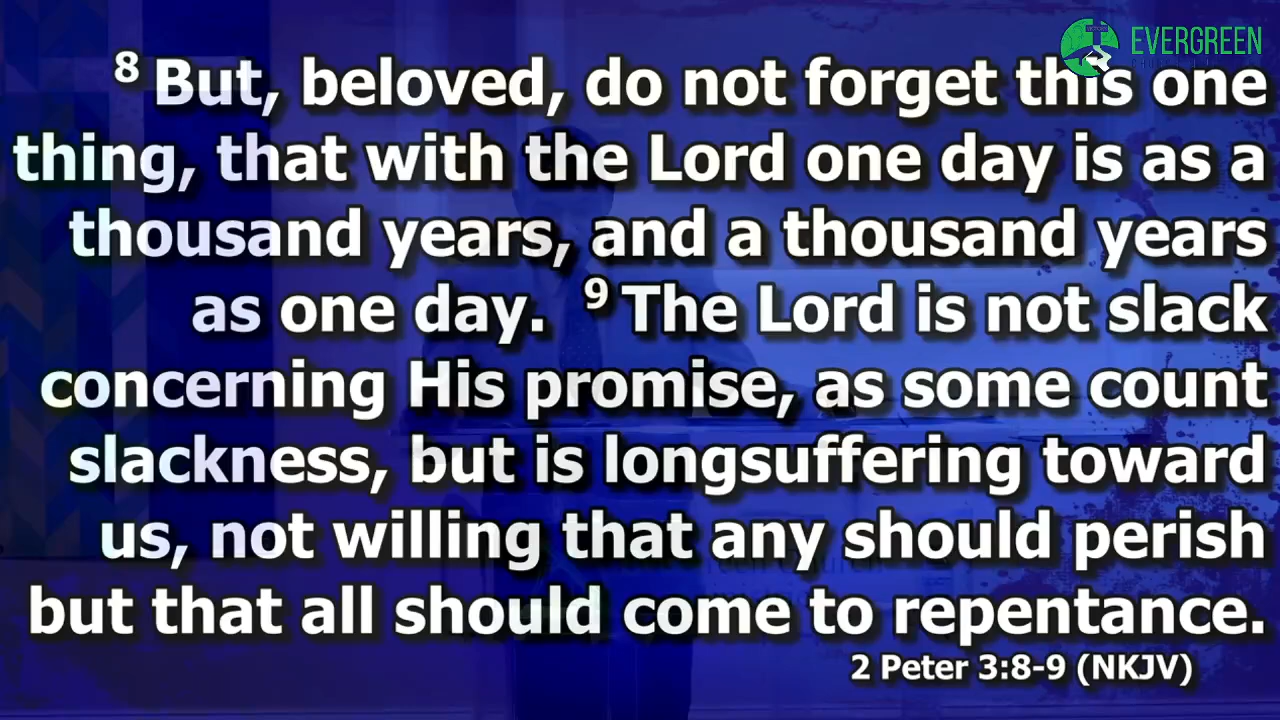 EVERGREEN
8 But, beloved, do not forget this one
thing, that with the Lord one day is as a
thousand years, and a thousand years
as one day. 9 The Lord is not slack
concerning His promise, as some count
slackness, but is longsuffering toward
us, not willing that any should perish
but that all should come to repentance.
2 Peter 3:8-9 (NKJV)